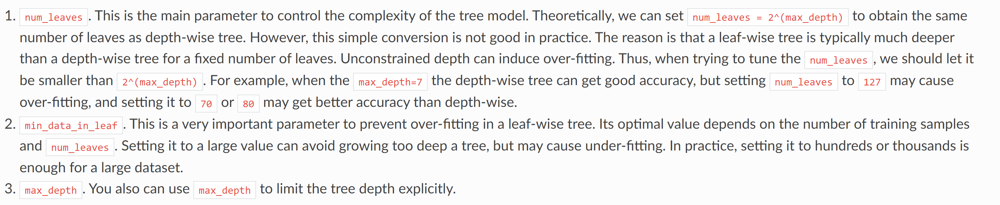 1. num_leaves . This is the main parameter to control the complexity of the tree model. Theoretically, we can set num_leaves = 2^(max_depth) to obtain the same
number of leaves as depth-wise tree. However, this simple conversion is not good in practice. The reason is that a leaf-wise tree is typically much deeper
than a depth-wise tree for a fixed number of leaves. Unconstrained depth can induce over-fitting. Thus, when trying to tune the num_leaves , we should let it
be smaller than 2^(max_depth) . For example, when the max_depth=7 the depth-wise tree can get good accuracy, but setting num_leaves to 127 may cause
over-fitting, and setting it to 70 or 80 may get better accuracy than depth-wise.
2. min_data_in_leaf . This is a very important parameter to prevent over-fitting in a leaf-wise tree. Its optimal value depends on the number of training samples
and num_leaves . Setting it to a large value can avoid growing too deep a tree, but may cause under-fitting. In practice, setting it to hundreds or thousands is
enough for a large dataset.
3. max_depth . You also can use max_depth to limit the tree depth explicitly.